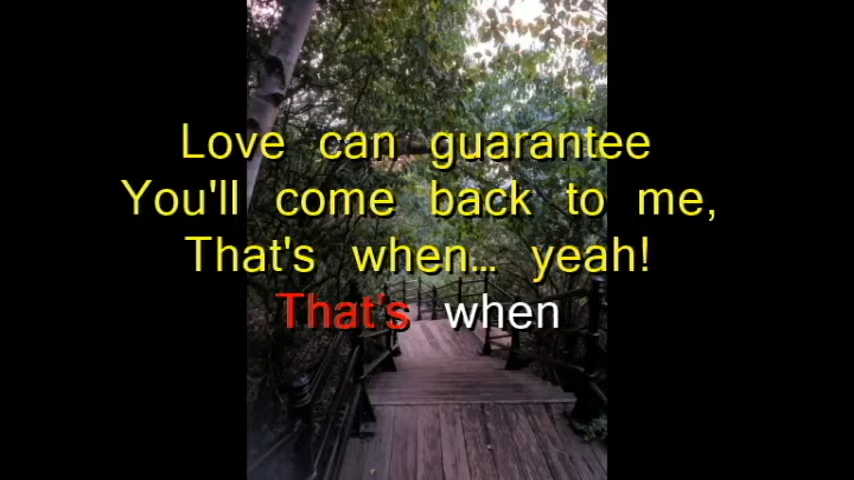 Love can guarantee
You'll come back to me,
That's when… yeah!
That's when